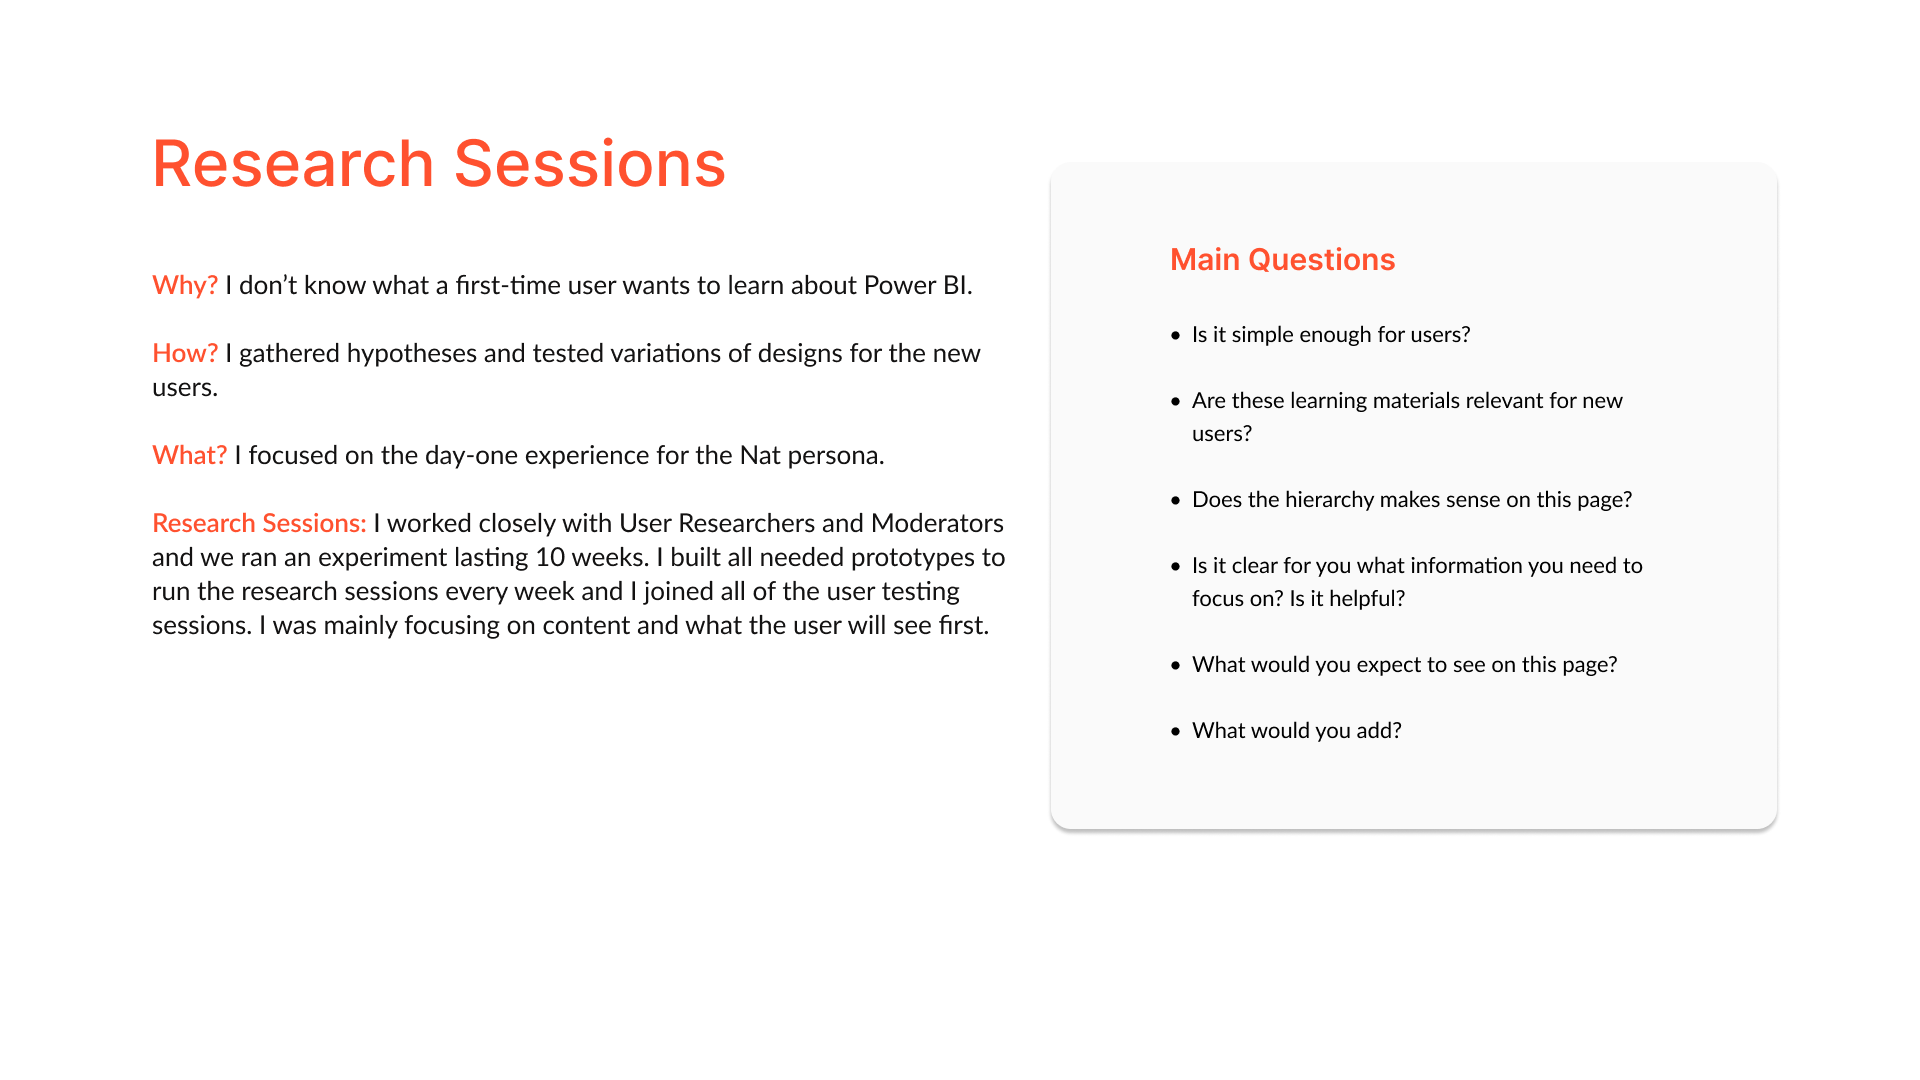 Research Sessions
Why? I don’t know what a first-time user wants to learn about Power BI.
How? I gathered hypotheses and tested variations of designs for the new
users.
What? I focused on the day-one experience for the Nat persona.
Research Sessions: I worked closely with User Researchers and Moderators
and we ran an experiment lasting 10 weeks. I built all needed prototypes to
run the research sessions every week and I joined all of the user testing
sessions. I was mainly focusing on content and what the user will see first.
Main Questions
• Is it simple enough for users?
• Are these learning materials relevant for new
users?
• Does the hierarchy makes sense on this page?
• Is it clear for you what information you need to
focus on? Is it helpful?
• What would you expect to see on this page?
• What would you add?